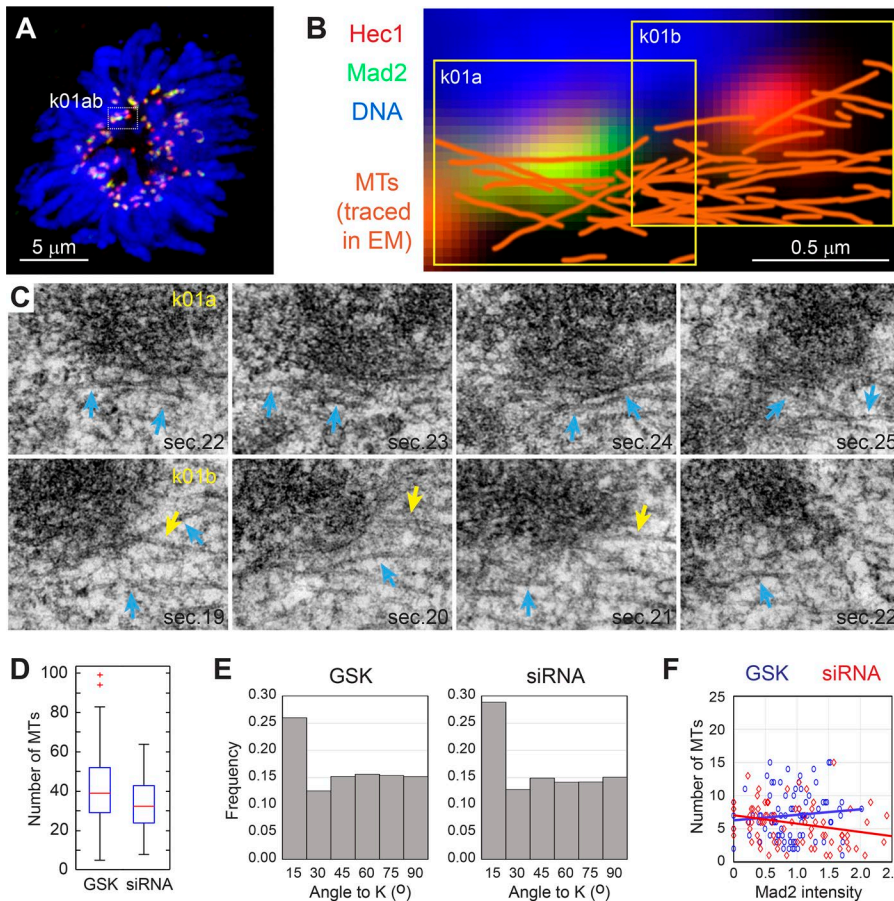 A
k01ab
5 μm
B
Hec1
Mad2
DNA
MTs
(traced
in EM)
k01a
k01b
0.5 μm
C
k01a
sec.22
sec.23
sec.24
sec.25
k01b
sec.19
sec.20
sec.21
sec.22
D
Number of MTs
100
80
60
40
20
0
GSK siRNA
E
GSK
siRNA
Frequency
0.30
0.25
0.20
0.15
0.10
0.05
0.00
15 30 45 60 75 90
Angle to K (º)
0.30
0.25
0.20
0.15
0.10
0.05
0.00
15 30 45 60 75 90
Angle to K (º)
F
GSK siRNA
Number of MTs
25
20
15
10
5
0
0 0.5 1.0 1.5 2.0 2.
Mad2 intensity